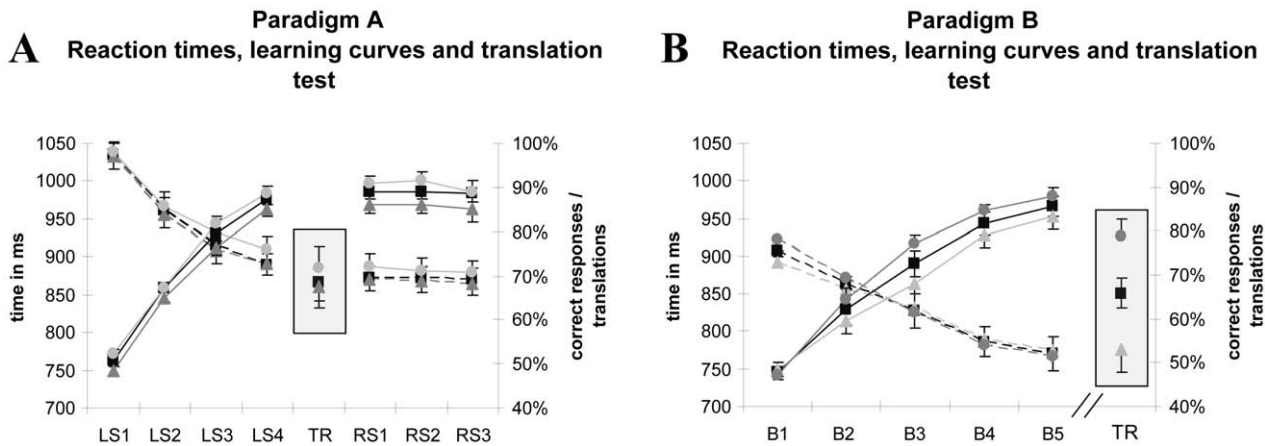 A
Paradigm A
Reaction times, learning curves and translation
test
time in ms
1050
1000
950
900
850
800
750
700
100%
90%
80%
70%
60%
50%
40%
correct responses /
translations
LS1 LS2 LS3 LS4 TR RS1 RS2 RS3
B
Paradigm B
Reaction times, learning curves and translation
test
time in ms
1050
1000
950
900
850
800
750
700
100%
90%
80%
70%
60%
50%
40%
correct responses /
translations
B1 B2 B3 B4 B5 TR